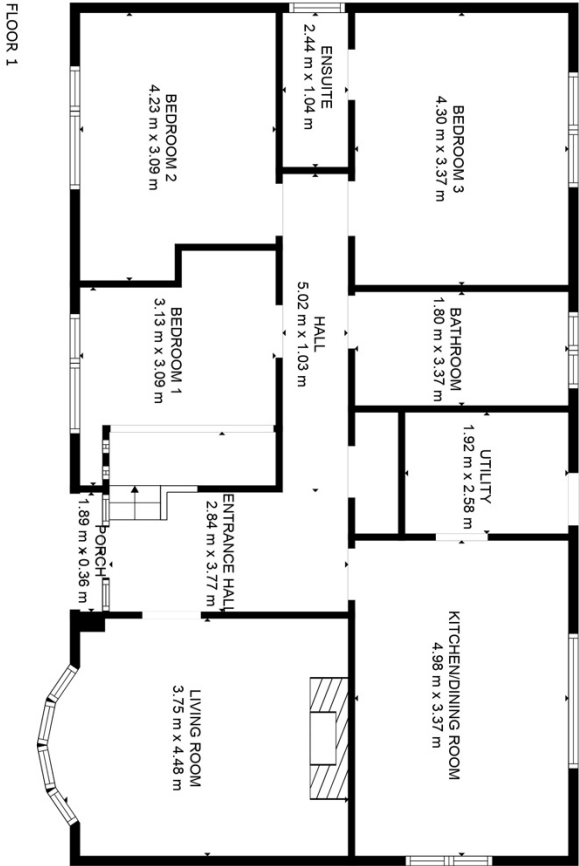 BEDROOM 3
4.30 m x 3.37 m
BATHROOM
1.80 m x 3.37 m
UTILITY
1.92 m x 2.58 m
KITCHEN/DINING ROOM
4.98 m x 3.37 m
ENSUITE
2.44 m x 1.04 m
HALL
5.02 m x 1.03 m
ENTRANCE HALL
2.84 m x 3.77 m
BEDROOM 2
4.23 m x 3.09 m
BEDROOM 1
3.13 m x 3.09 m
PORCH
1.89 m x 0.36 m
LIVING ROOM
3.75 m x 4.48 m
FLOOR 1